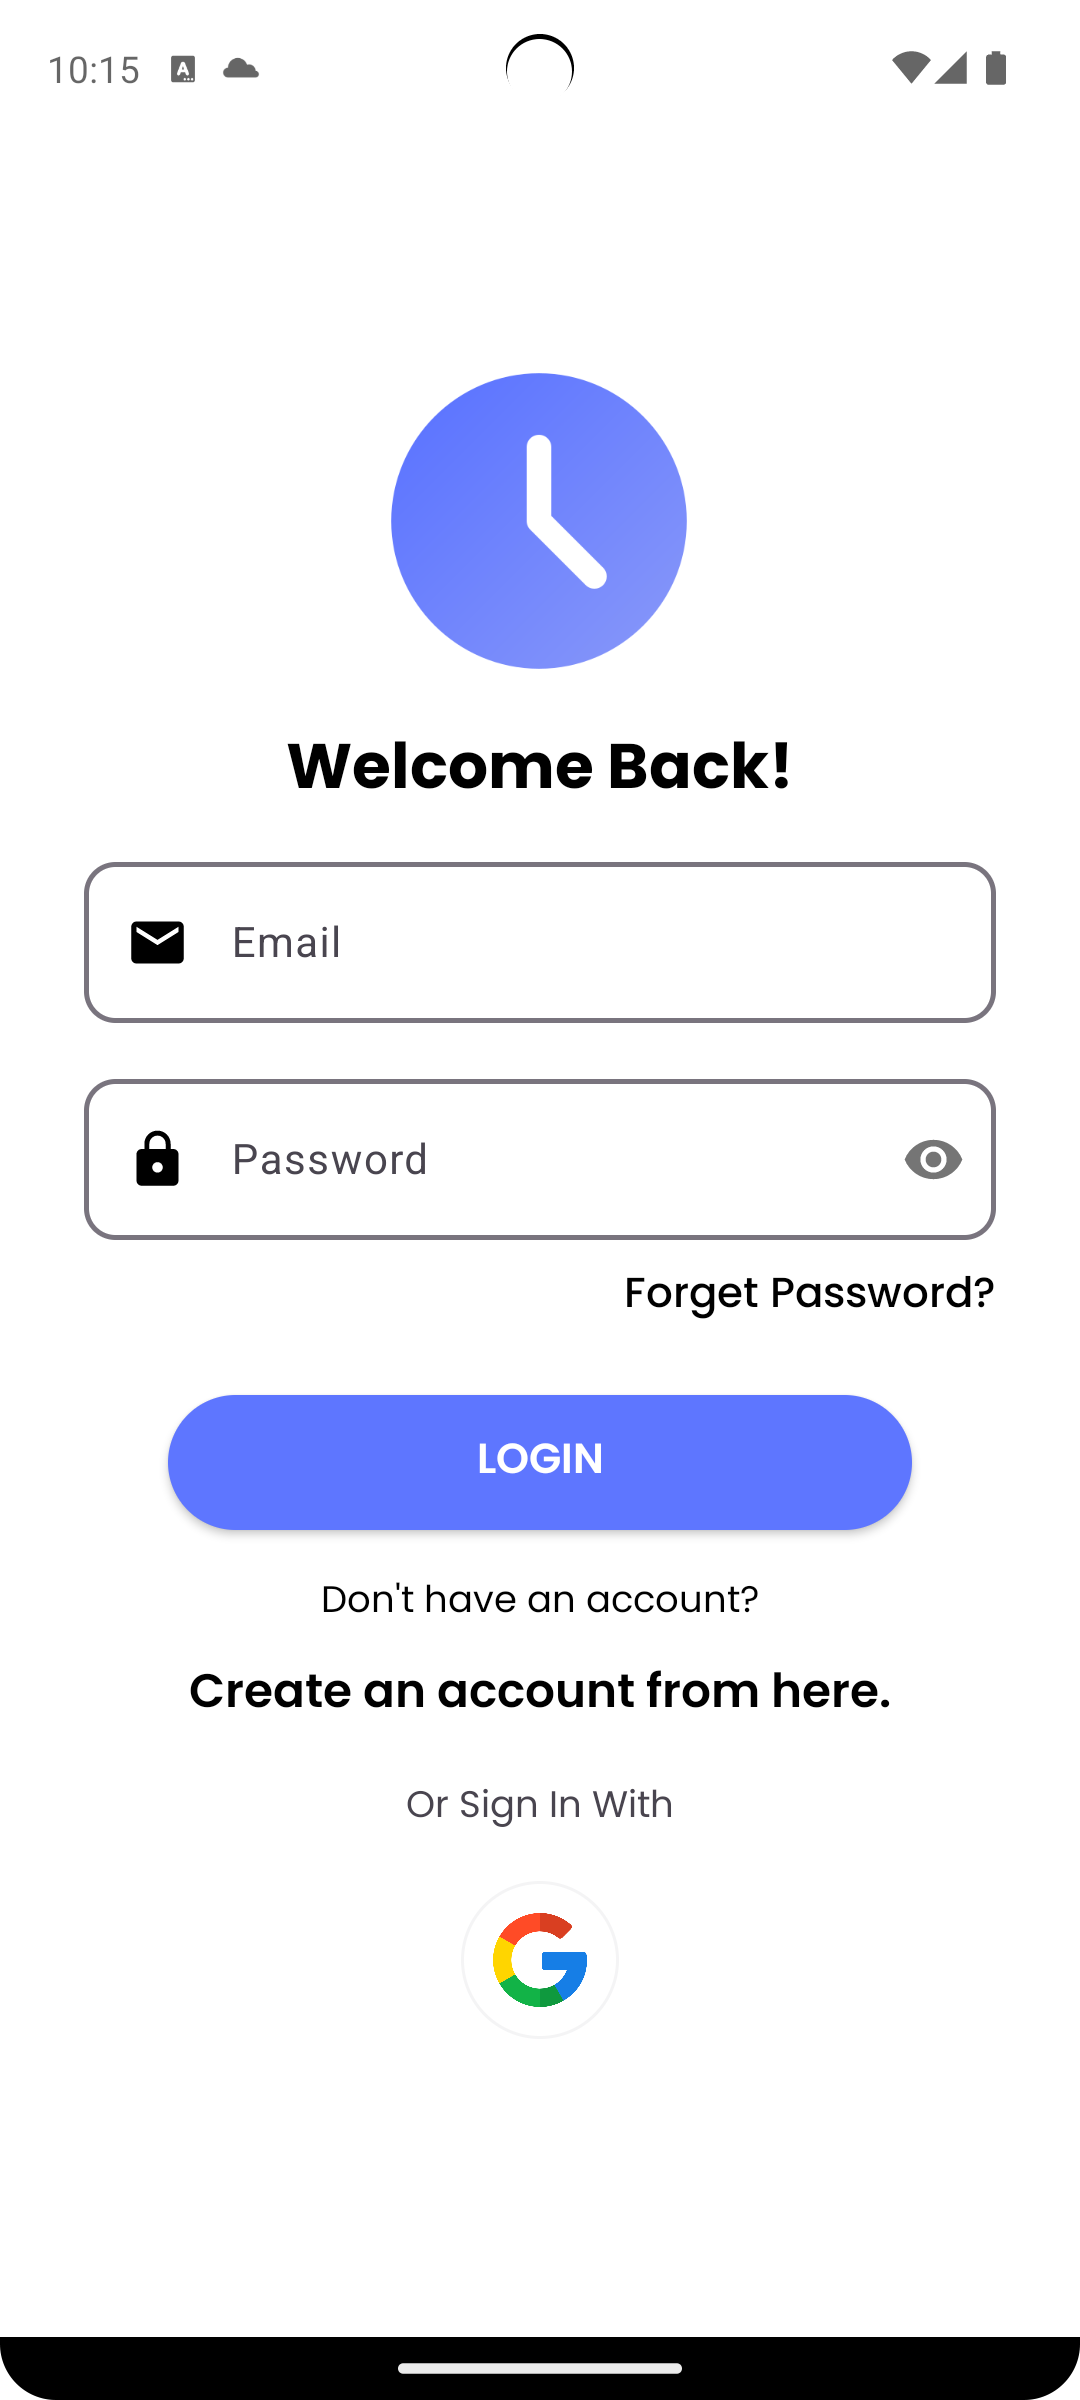 10:15
Welcome Back!
Email
Password
Forget Password?
LOGIN
Don't have an account?
Create an account from here.
Or Sign In With